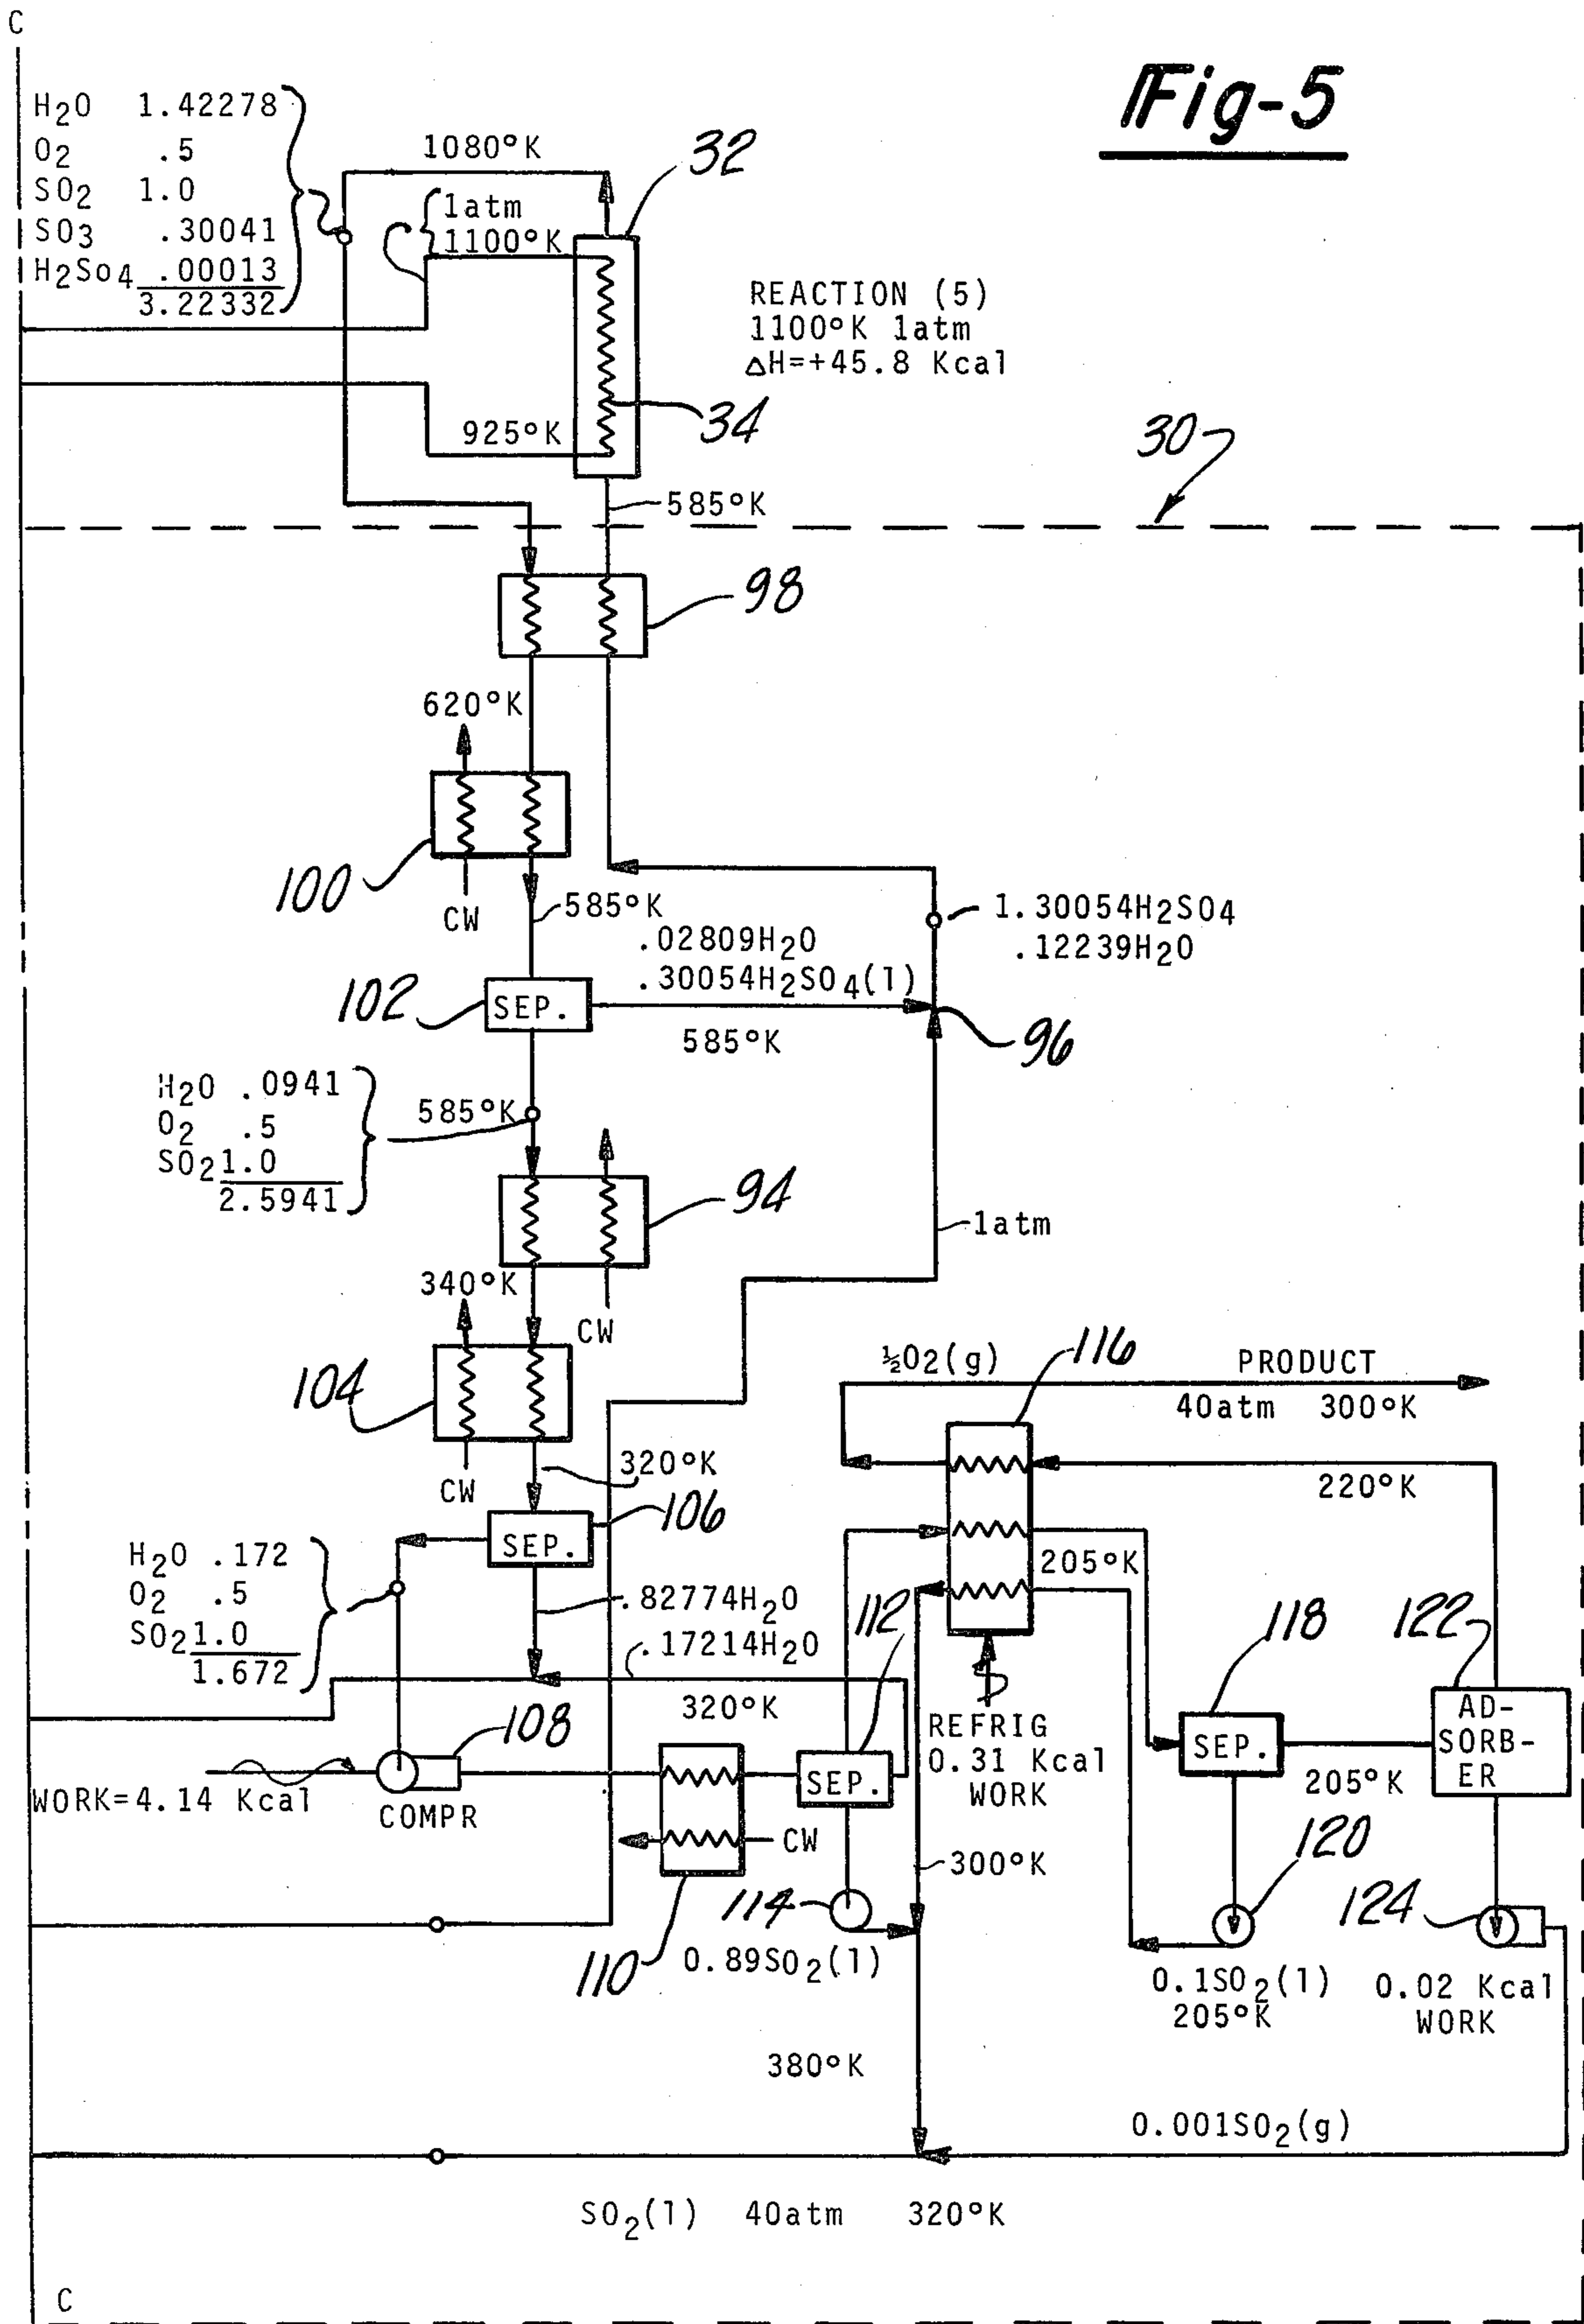 C
Fig-5
H2O 1.42278
O2 .5
SO2 1.0
SO3 .30041
H2So4 .00013
3.22332
1080°K
32
1atm
1100°K
REACTION (5)
1100°K 1atm
△H=+45.8 Kcal
34
925°K
30
585°K
98
620°K
100
CW
585°K
.02809H2O
.30054H2SO4(l)
1.30054H2SO4
.12239H2O
102
SEP.
585°K
96
H2O .0941
O2 .5
SO2 1.0
2.5941
585°K
94
1atm
340°K
CW
104
CW
320°K
½O2(g)
116
PRODUCT
40atm 300°K
220°K
106
SEP.
H2O .172
O2 .5
SO2 1.0
1.672
205°K
.82774H2O
.17214H2O
112
118
122
320°K
108
REFRIG
0.31 Kcal
WORK
SEP.
SEP.
205°K
AD-
SORB-
ER
WORK=4.14 Kcal
COMPR
CW
300°K
120
114
124
110
0.89SO2(l)
0.1SO2(l)
205°K
0.02 Kcal
WORK
380°K
0.001SO2(g)
SO2(l) 40atm 320°K
C